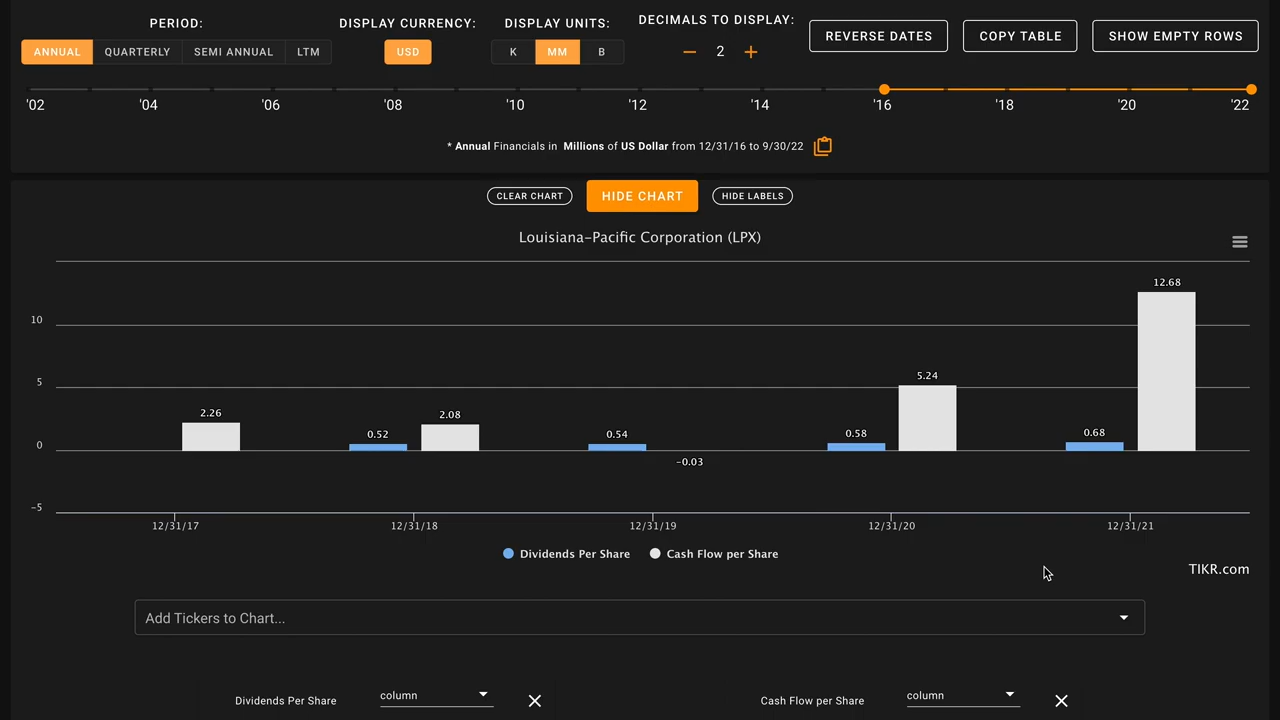 PERIOD:
ANNUAL QUARTERLY SEMI ANNUAL LTM
DISPLAY CURRENCY:
USD
DISPLAY UNITS:
K MM B
DECIMALS TO DISPLAY:
2
REVERSE DATES
COPY TABLE
SHOW EMPTY ROWS
'02 '04 '06 '08 '10 '12 '14 '16 '18 '20 '22
* Annual Financials in Millions of US Dollar from 12/31/16 to 9/30/22
CLEAR CHART
HIDE CHART
HIDE LABELS
Louisiana-Pacific Corporation (LPX)
12.68
10
5.24
5
2.26
2.08
0.52
0.54
0.58
0.68
0
-0.03
-5
12/31/17 12/31/18 12/31/19 12/31/20 12/31/21
Dividends Per Share Cash Flow per Share
TIKR.com
Add Tickers to Chart...
Dividends Per Share column
Cash Flow per Share column